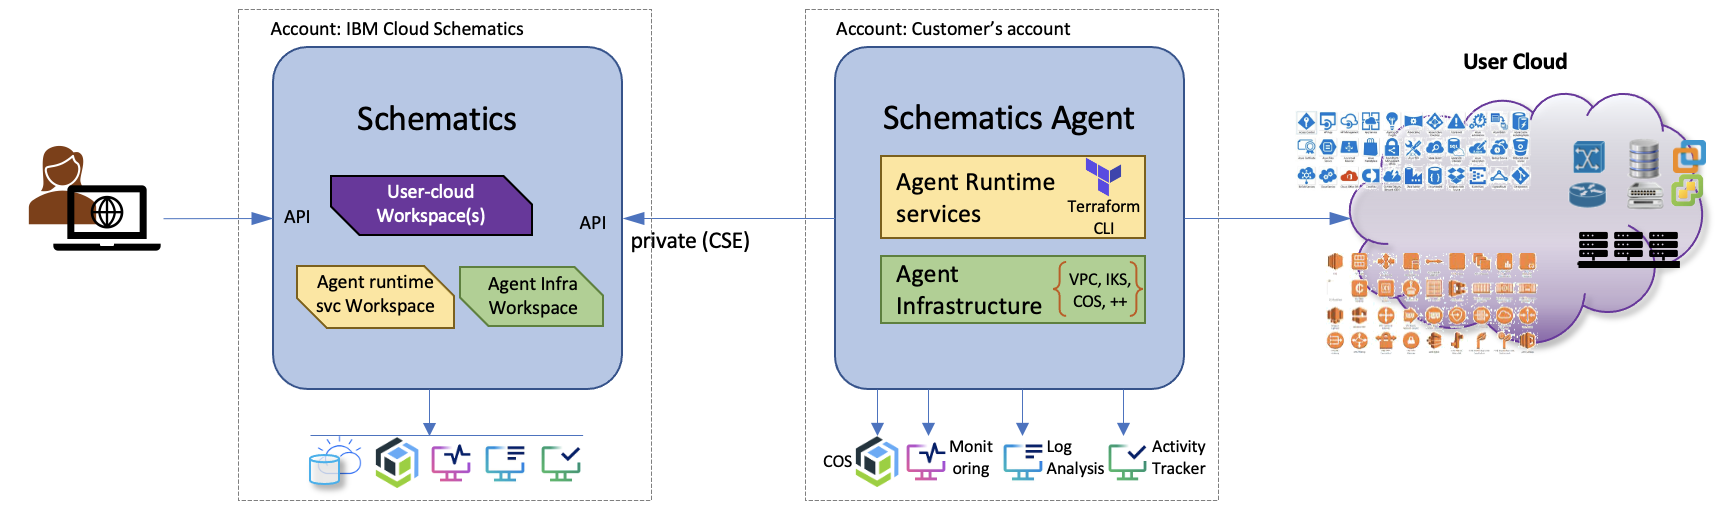 Account: IBM Cloud Schematics
Schematics
User-cloud
Workspace(s)
API
API
Agent runtime
svc Workspace
Agent Infra
Workspace
private (CSE)
Account: Customer’s account
Schematics Agent
Agent Runtime
services
Terraform
CLI
Agent
Infrastructure
VPC, IKS,
COS, ++
COS
Monit
oring
Log
Analysis
Activity
Tracker
User Cloud